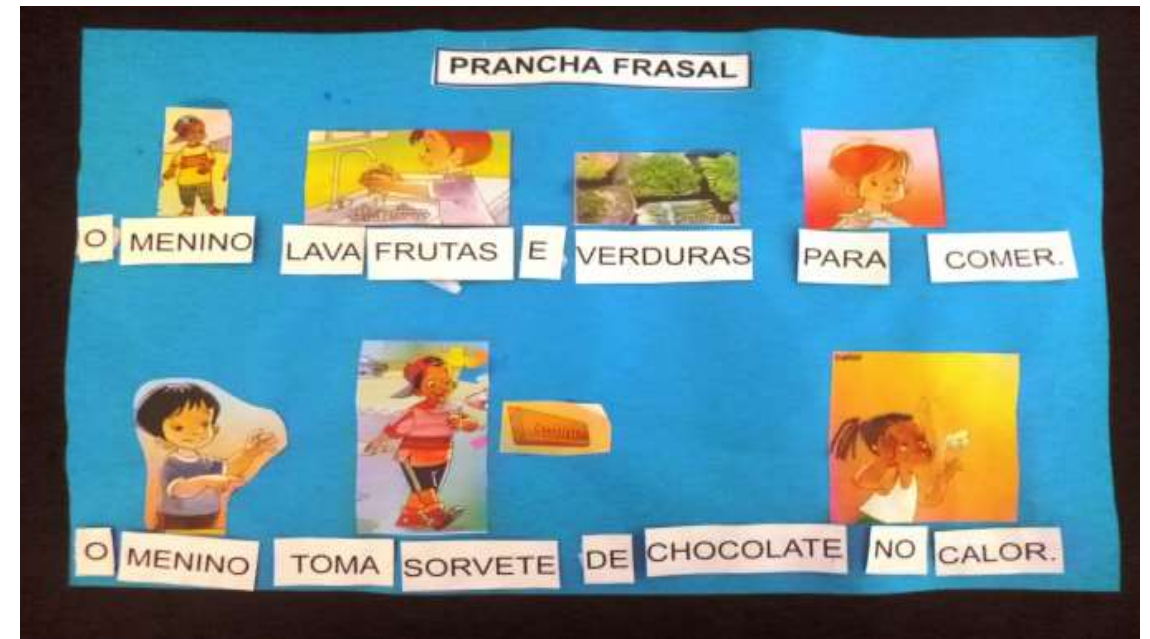 PRANCHA FRASAL
O MENINO LAVA FRUTAS E VERDURAS PARA COMER.
O MENINO TOMA SORVETE DE CHOCOLATE NO CALOR.